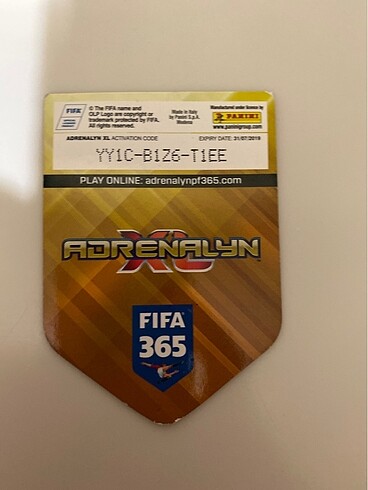 FIFA
© The FIFA name and
OLP Logo are copyright or
trademark protected by FIFA.
All rights reserved.
Made in Italy
by Panini S.p.A.
Modena
Manufactured under licence by
PANINI
www.paninigroup.com
ADRENALYN XL ACTIVATION CODE
EXPIRY DATE: 31/07/2019
YY1C-B1Z6-T1EE
PLAY ONLINE: adrenalynpf365.com
ADRENALYN
XL
FIFA
365